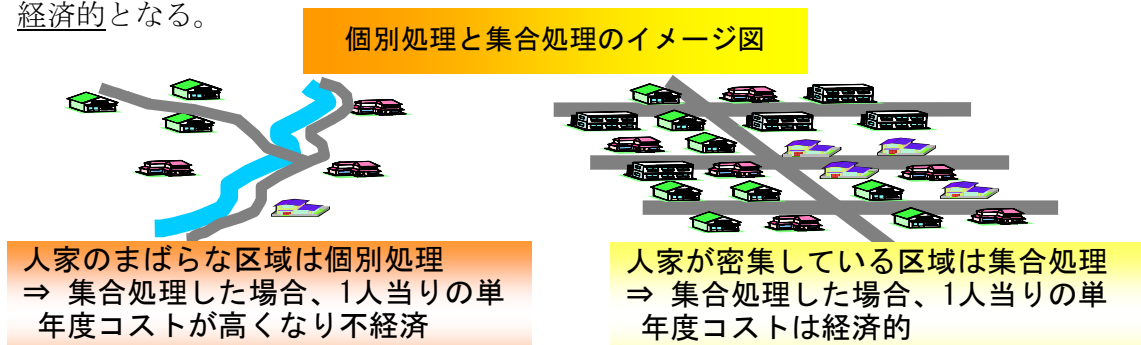 経済的となる。
個別処理と集合処理のイメージ図
人家のまばらな区域は個別処理
⇒ 集合処理した場合、1人当りの単
年度コストが高くなり不経済
人家が密集している区域は集合処理
⇒ 集合処理した場合、1人当りの単
年度コストは経済的